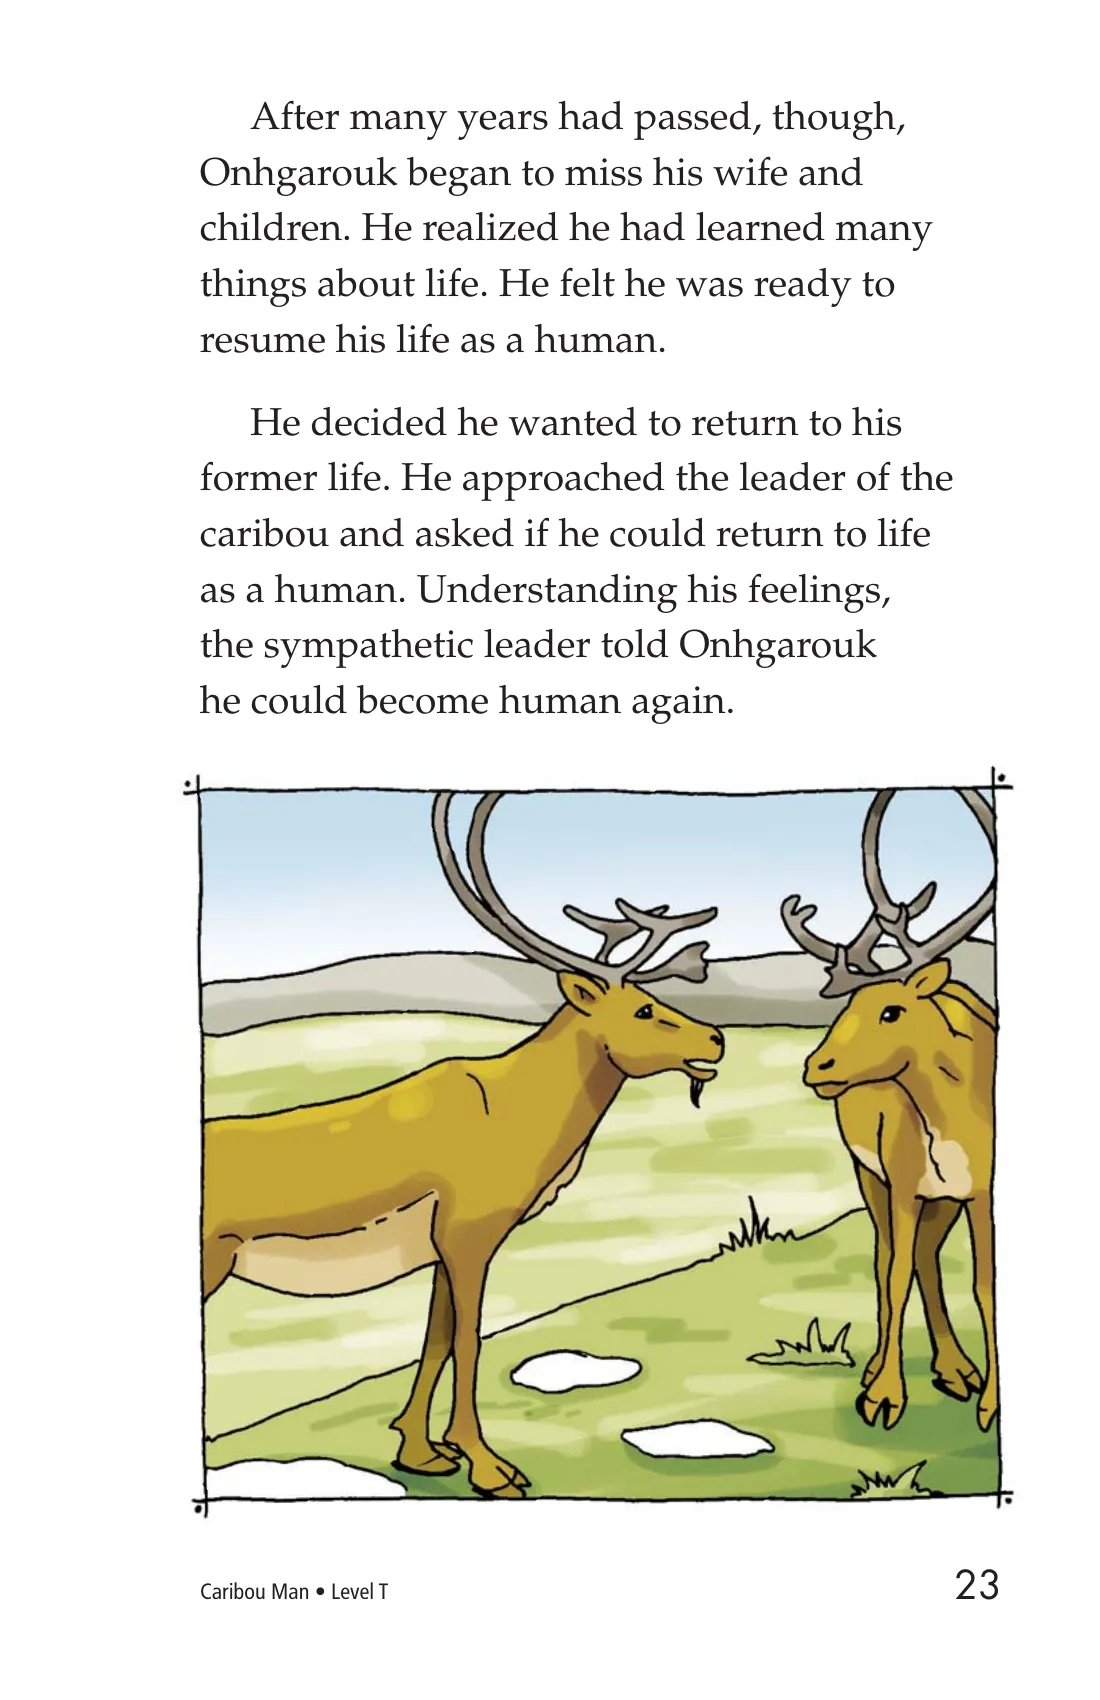 After many years had passed, though,
Onhgarouk began to miss his wife and
children. He realized he had learned many
things about life. He felt he was ready to
resume his life as a human.
He decided he wanted to return to his
former life. He approached the leader of the
caribou and asked if he could return to life
as a human. Understanding his feelings,
the sympathetic leader told Onhgarouk
he could become human again.
Caribou Man • Level T
23